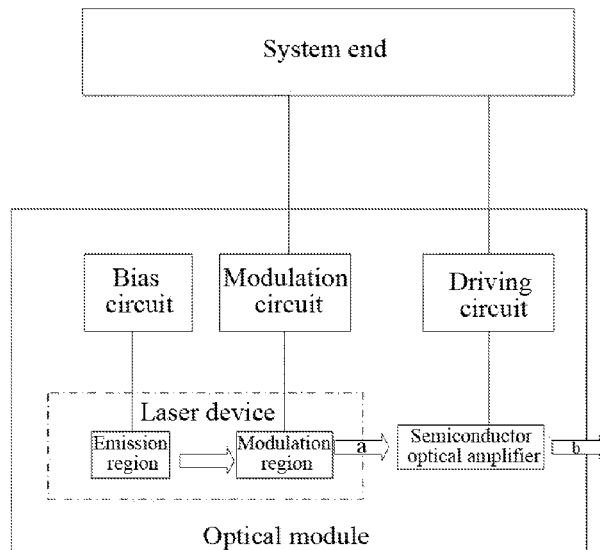 System end
Bias
circuit
Modulation
circuit
Driving
circuit
Laser device
Emission
region
Modulation
region
a
Semiconductor
optical amplifier
b
Optical module